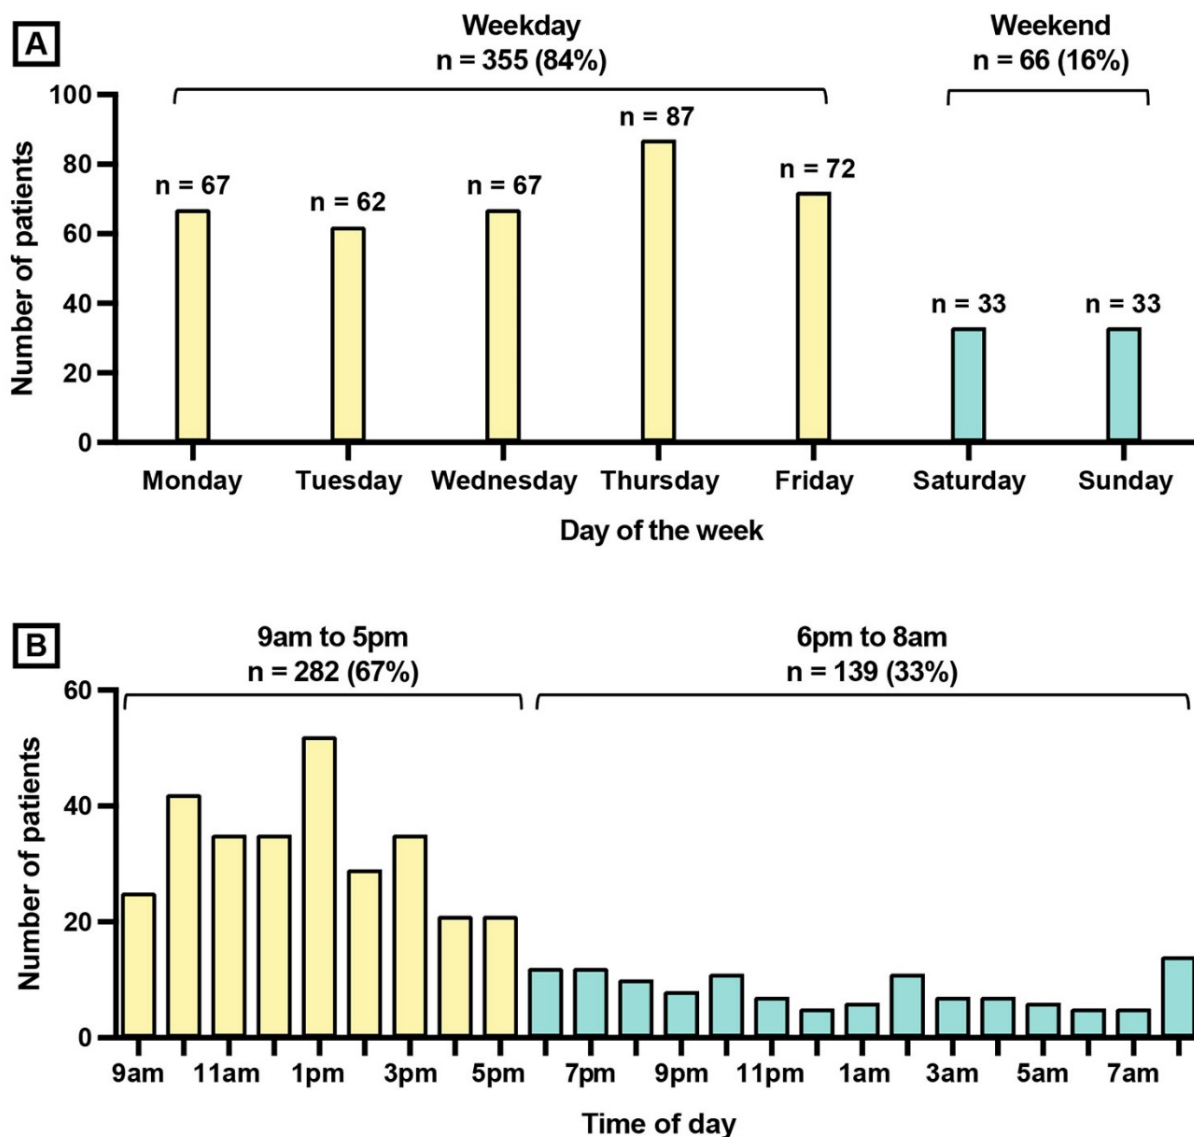 A
Weekday
n = 355 (84%)
Weekend
n = 66 (16%)
Number of patients
100
80
60
40
20
0
n = 67
n = 62
n = 67
n = 87
n = 72
n = 33
n = 33
Monday
Tuesday
Wednesday
Thursday
Friday
Saturday
Sunday
Day of the week
B
9am to 5pm
n = 282 (67%)
6pm to 8am
n = 139 (33%)
Number of patients
60
40
20
0
9am
11am
1pm
3pm
5pm
7pm
9pm
11pm
1am
3am
5am
7am
Time of day